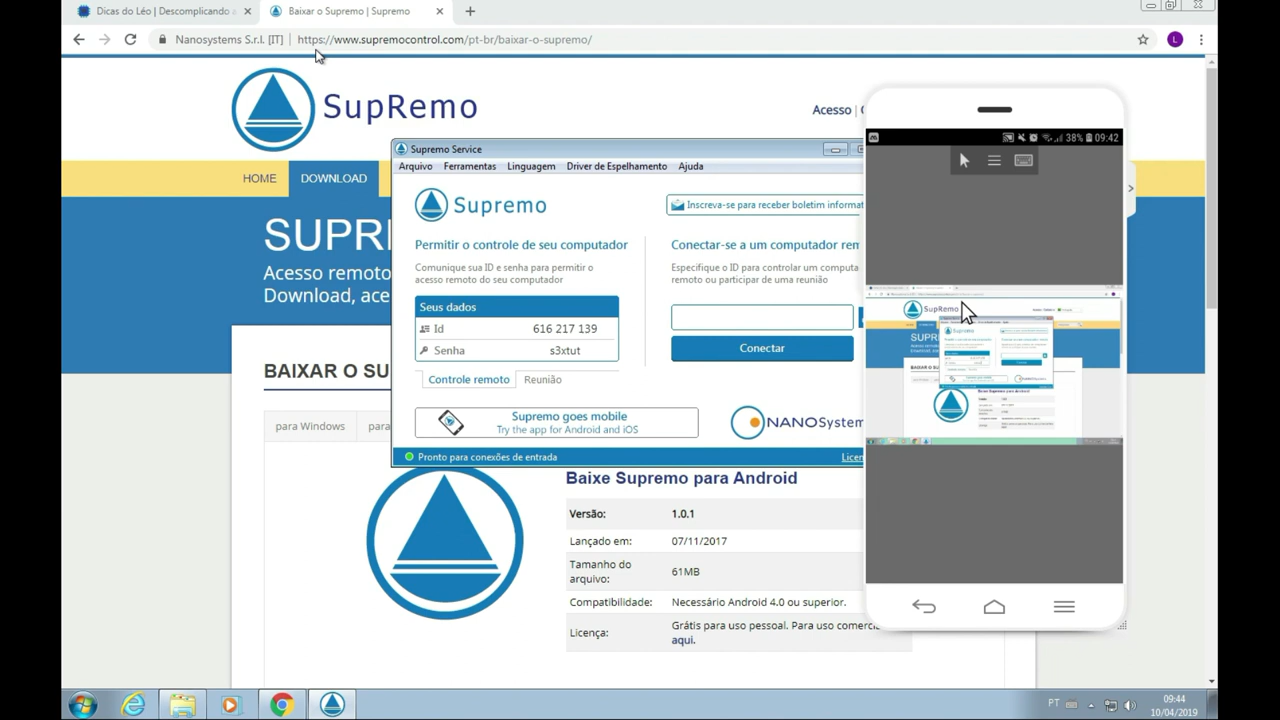 Dicas do Léo | Descomplicando a
Baixar o Supremo | Supremo
Nanosystems S.r.l. [IT]
https://www.supremocontrol.com/pt-br/baixar-o-supremo/
L
SupRemo
Acesso
HOME
DOWNLOAD
SUPR
Acesso remoto
Download, ace
BAIXAR O SU
para Windows
para
Supremo Service
Arquivo
Ferramentas
Linguagem
Driver de Espelhamento
Ajuda
Supremo
Inscreva-se para receber boletim informat
Permitir o controle de seu computador
Comunique sua ID e senha para permitir o
acesso remoto do seu computador
Seus dados
Id 616 217 139
Senha s3xtut
Controle remoto
Reunião
Conectar-se a um computador rem
Especifique o ID para controlar um computa
remoto ou participar de uma reunião
Conectar
Supremo goes mobile
Try the app for Android and iOS
NANOSystem
Pronto para conexões de entrada
Licen
Baixe Supremo para Android
Versão: 1.0.1
Lançado em: 07/11/2017
Tamanho do
arquivo:
61MB
Compatibilidade: Necessário Android 4.0 ou superior.
Licença:
Grátis para uso pessoal. Para uso comercia
aqui.
38% 09:42
SupRemo
PT
09:44
10/04/2019